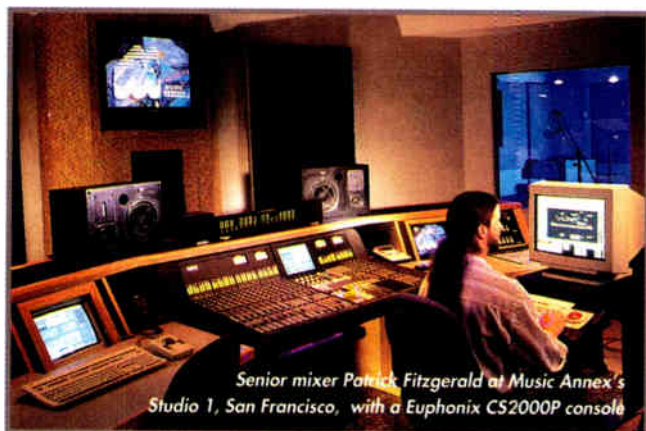 Senior mixer Patrick Fitzgerald at Music Annex's
Studio 1, San Francisco, with a Euphonix CS2000P console